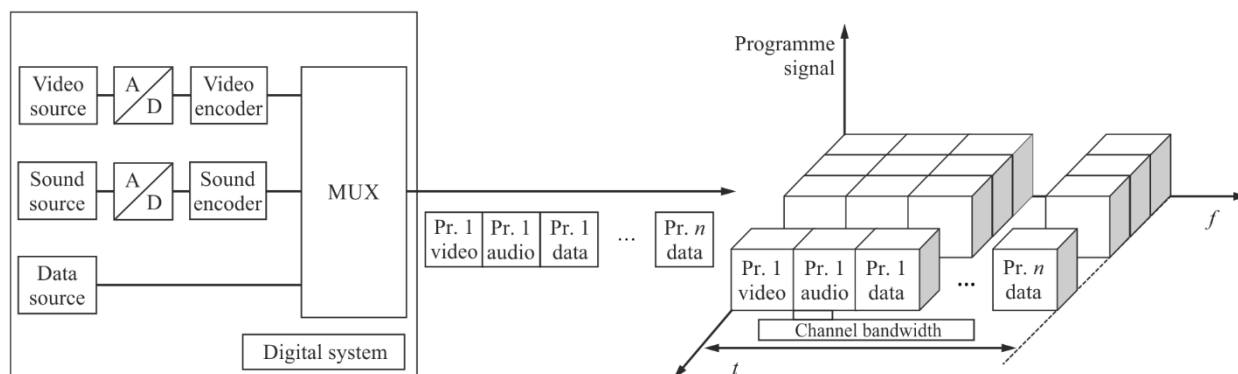 Video
source
A
D
Video
encoder
Sound
source
A
D
Sound
encoder
MUX
Data
source
Digital system
Pr. 1
video
Pr. 1
audio
Pr. 1
data
...
Pr. n
data
Programme
signal
f
Pr. 1
video
Pr. 1
audio
Pr. 1
data
...
Pr. n
data
Channel bandwidth
t